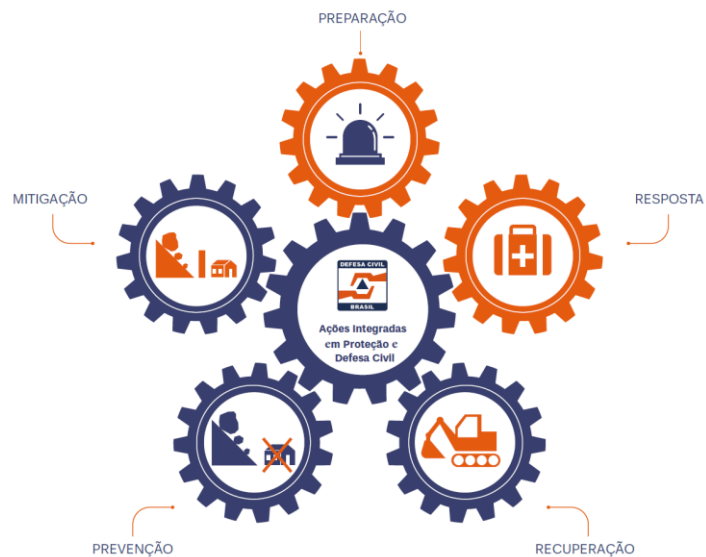 PREPARAÇÃO
MITIGAÇÃO
RESPOSTA
DEFESA CIVIL
BRASIL
Ações Integradas
em Proteção e
Defesa Civil
PREVENÇÃO
RECUPERAÇÃO